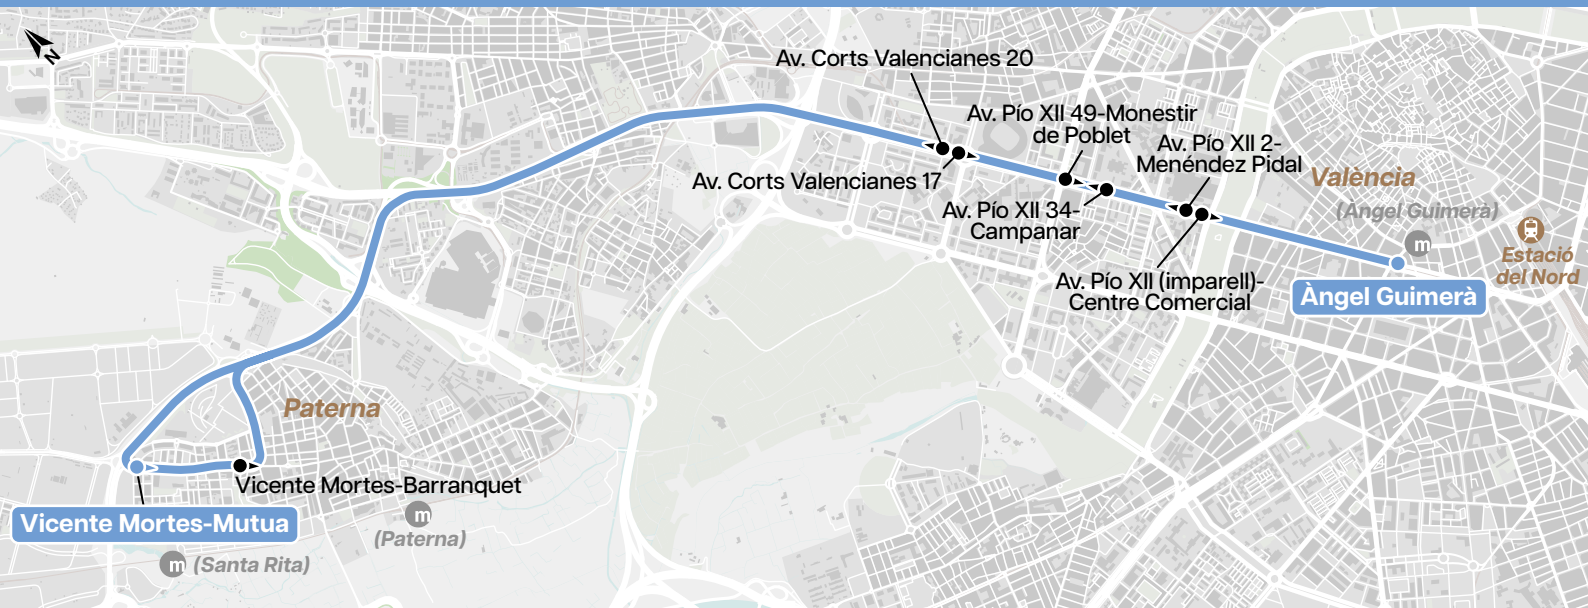 N
Av. Corts Valencianes 20
Av. Pío XII 49-Monestir
de Poblet
Av. Pío XII 2-
Menéndez Pidal
Av. Corts Valencianes 17
València
Av. Pío XII 34-
Campanar
(Àngel Guimerà)
m
Estació
del Nord
Av. Pío XII (imparell)-
Centre Comercial
Àngel Guimerà
Paterna
Vicente Mortes-Barranquet
Vicente Mortes-Mutua
m
(Paterna)
m
(Santa Rita)